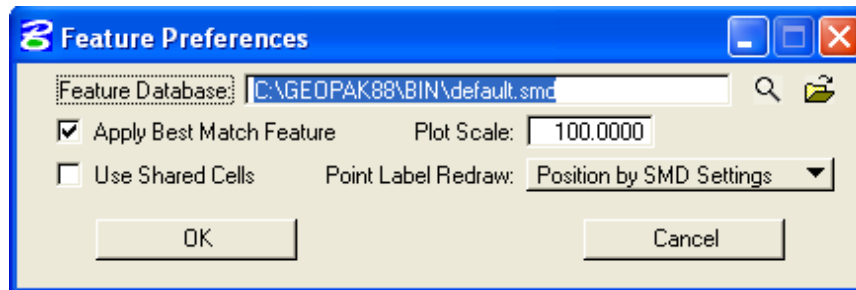 Feature Preferences
Feature Database: C:\GEOPAK88\BIN\default.smd
Apply Best Match Feature Plot Scale: 100.0000
Use Shared Cells Point Label Redraw: Position by SMD Settings
OK Cancel